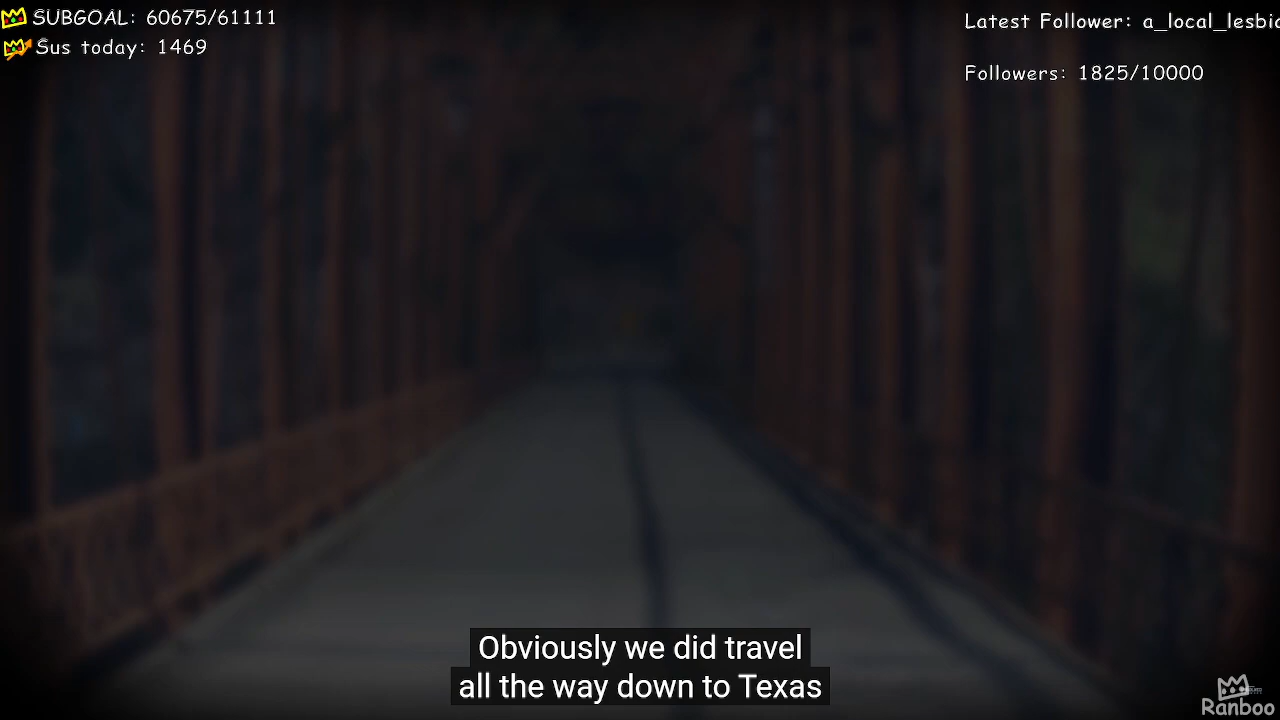 SUBGOAL: 60675/61111
Sus today: 1469
Latest Follower: a_local_lesbi
Followers: 1825/10000
Obviously we did travel
all the way down to Texas
Ranboo